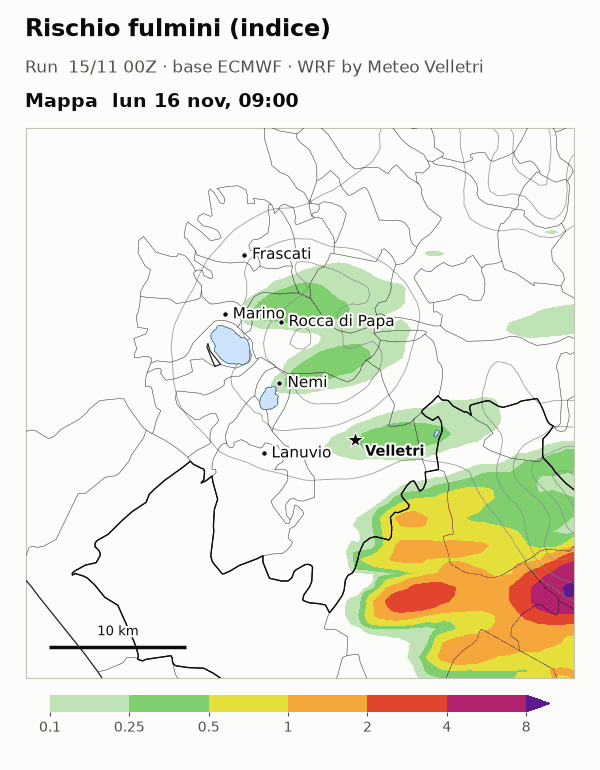 Rischio fulmini (indice)
Run  15/11 00Z · base ECMWF · WRF by Meteo Velletri
Mappa  lun 16 nov, 09:00
Frascati
Marino
Rocca di Papa
Nemi
Velletri
Lanuvio
10 km
0.1 0.25 0.5 1 2 4 8